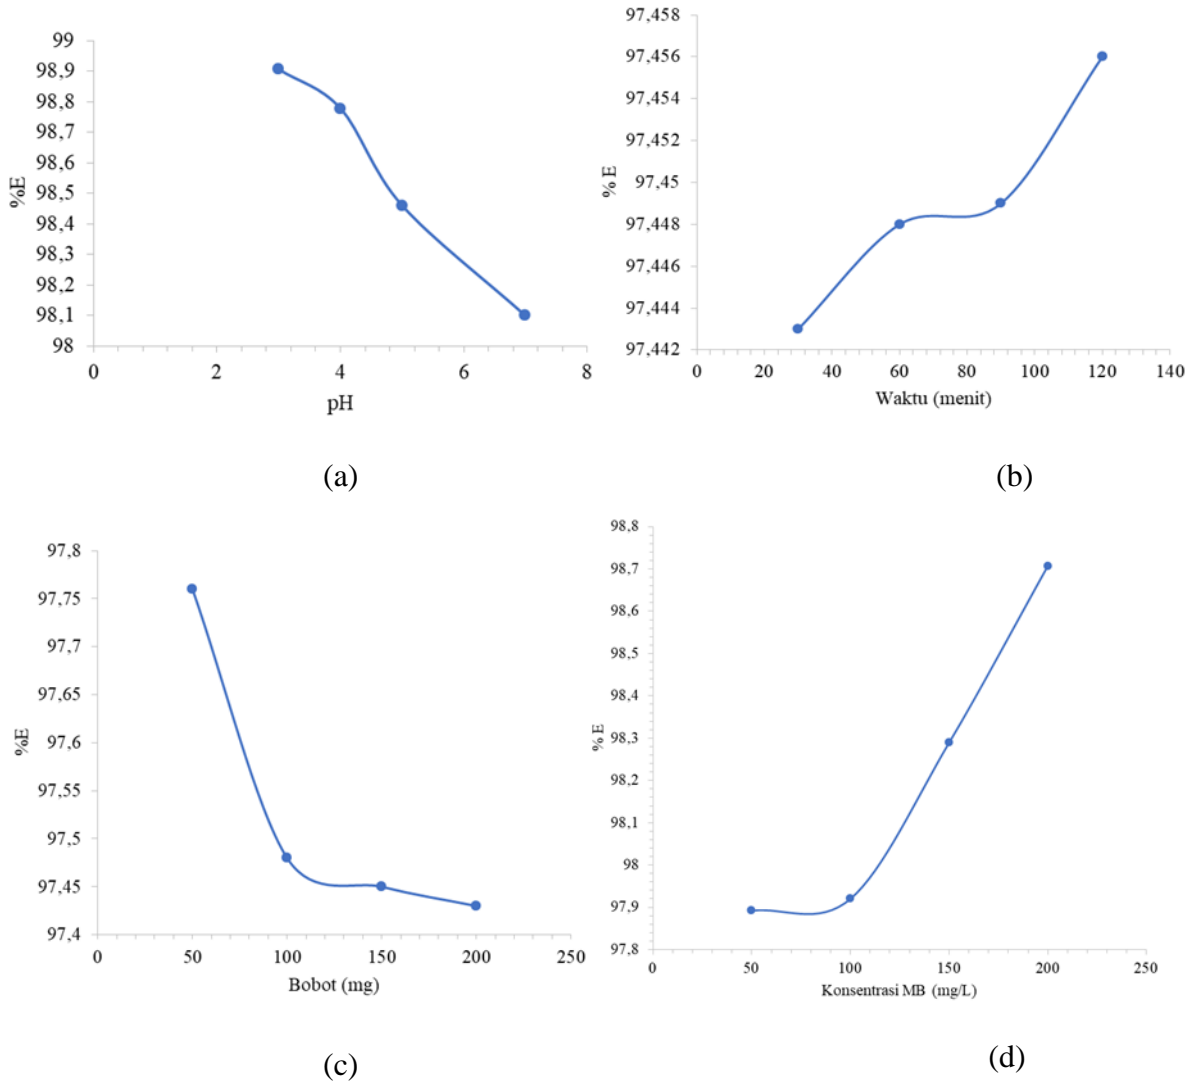 99
98,9
98,8
98,7
98,6
98,5
98,4
98,3
98,2
98,1
98
%E
0 2 4 6 8
pH
(a)
97,458
97,456
97,454
97,452
97,45
97,448
97,446
97,444
97,442
% E
0 20 40 60 80 100 120 140
Waktu (menit)
(b)
97,8
97,75
97,7
97,65
97,6
97,55
97,5
97,45
97,4
%E
0 50 100 150 200 250
Bobot (mg)
(c)
98,8
98,7
98,6
98,5
98,4
98,3
98,2
98,1
98
97,9
97,8
% E
0 50 100 150 200 250
Konsentrasi MB (mg/L)
(d)